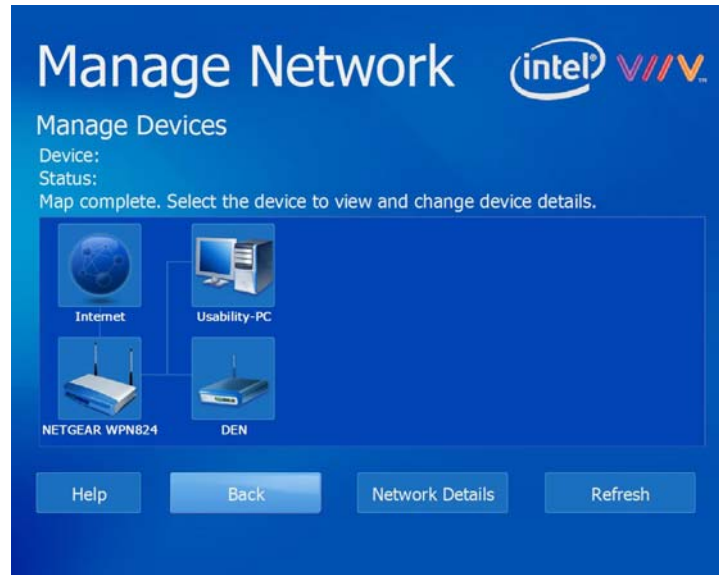 Manage Network
intel® VIIV™
Manage Devices
Device:
Status:
Map complete. Select the device to view and change device details.
Internet
Usability-PC
NETGEAR WPN824
DEN
Help
Back
Network Details
Refresh